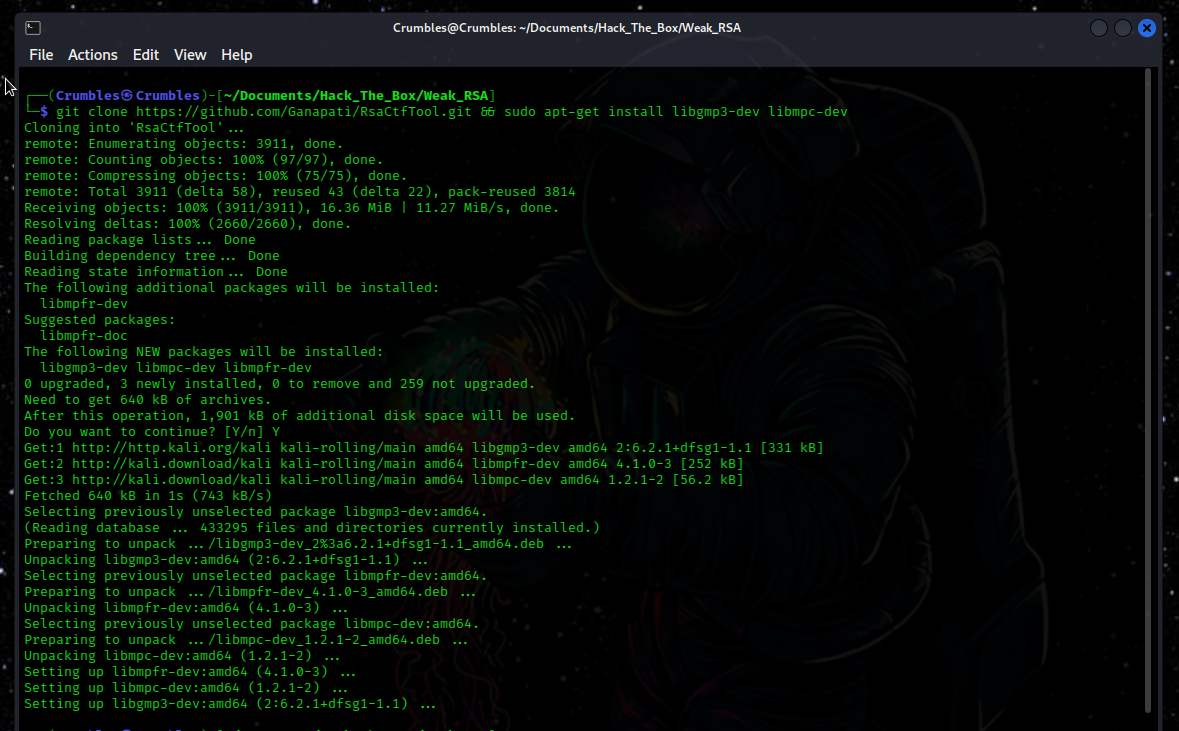 Crumbles@Crumbles: ~/Documents/Hack_The_Box/Weak_RSA
File Actions Edit View Help
┌──(Crumbles㉿Crumbles)-[~/Documents/Hack_The_Box/Weak_RSA]
└─$ git clone https://github.com/Ganapati/RsaCtfTool.git && sudo apt-get install libgmp3-dev libmpc-dev
Cloning into 'RsaCtfTool'...
remote: Enumerating objects: 3911, done.
remote: Counting objects: 100% (97/97), done.
remote: Compressing objects: 100% (75/75), done.
remote: Total 3911 (delta 58), reused 43 (delta 22), pack-reused 3814
Receiving objects: 100% (3911/3911), 16.36 MiB | 11.27 MiB/s, done.
Resolving deltas: 100% (2660/2660), done.
Reading package lists... Done
Building dependency tree... Done
Reading state information... Done
The following additional packages will be installed:
  libmpfr-dev
Suggested packages:
  libmpfr-doc
The following NEW packages will be installed:
  libgmp3-dev libmpc-dev libmpfr-dev
0 upgraded, 3 newly installed, 0 to remove and 259 not upgraded.
Need to get 640 kB of archives.
After this operation, 1,901 kB of additional disk space will be used.
Do you want to continue? [Y/n] Y
Get:1 http://http.kali.org/kali kali-rolling/main amd64 libgmp3-dev amd64 2:6.2.1+dfsg1-1.1 [331 kB]
Get:2 http://kali.download/kali kali-rolling/main amd64 libmpfr-dev amd64 4.1.0-3 [252 kB]
Get:3 http://kali.download/kali kali-rolling/main amd64 libmpc-dev amd64 1.2.1-2 [56.2 kB]
Fetched 640 kB in 1s (743 kB/s)
Selecting previously unselected package libgmp3-dev:amd64.
(Reading database ... 433295 files and directories currently installed.)
Preparing to unpack .../libgmp3-dev_2%3a6.2.1+dfsg1-1.1_amd64.deb ...
Unpacking libgmp3-dev:amd64 (2:6.2.1+dfsg1-1.1) ...
Selecting previously unselected package libmpfr-dev:amd64.
Preparing to unpack .../libmpfr-dev_4.1.0-3_amd64.deb ...
Unpacking libmpfr-dev:amd64 (4.1.0-3) ...
Selecting previously unselected package libmpc-dev:amd64.
Preparing to unpack .../libmpc-dev_1.2.1-2_amd64.deb ...
Unpacking libmpc-dev:amd64 (1.2.1-2) ...
Setting up libmpfr-dev:amd64 (4.1.0-3) ...
Setting up libmpc-dev:amd64 (1.2.1-2) ...
Setting up libgmp3-dev:amd64 (2:6.2.1+dfsg1-1.1) ...